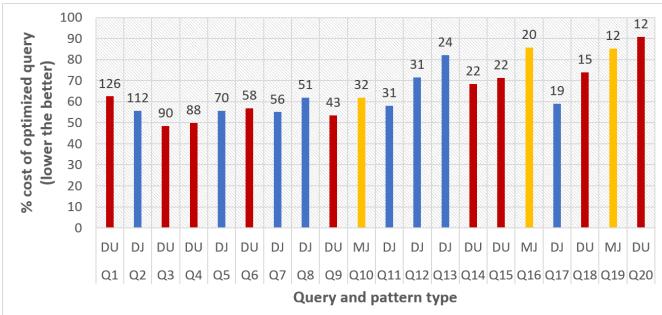 % cost of optimized query
(lower the better)
100
90
80
70
60
50
40
30
20
10
0
126 112 90 88 70 58 56 51 43 32 31 31 24 22 22 20 19 15 12 12
DU DJ DU DU DJ DU DJ DJ DU MJ DJ DJ DJ DU DU MJ DJ DU MJ DU
Q1 Q2 Q3 Q4 Q5 Q6 Q7 Q8 Q9 Q10 Q11 Q12 Q13 Q14 Q15 Q16 Q17 Q18 Q19 Q20
Query and pattern type